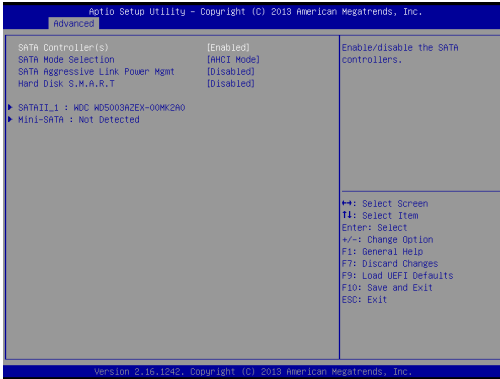 Aptio Setup Utility – Copyright (C) 2013 American Megatrends, Inc.
Advanced
SATA Controller(s) [Enabled]
SATA Mode Selection [AHCI Mode]
SATA Aggressive Link Power Mgmt [Disabled]
Hard Disk S.M.A.R.T [Disabled]
SATAII_1 : WDC WD5003AZEX-00MK2A0
Mini-SATA : Not Detected
Enable/disable the SATA
controllers.
↔: Select Screen
↑↓: Select Item
Enter: Select
+/-: Change Option
F1: General Help
F7: Discard Changes
F9: Load UEFI Defaults
F10: Save and Exit
ESC: Exit
Version 2.16.1242. Copyright (C) 2013 American Megatrends, Inc.